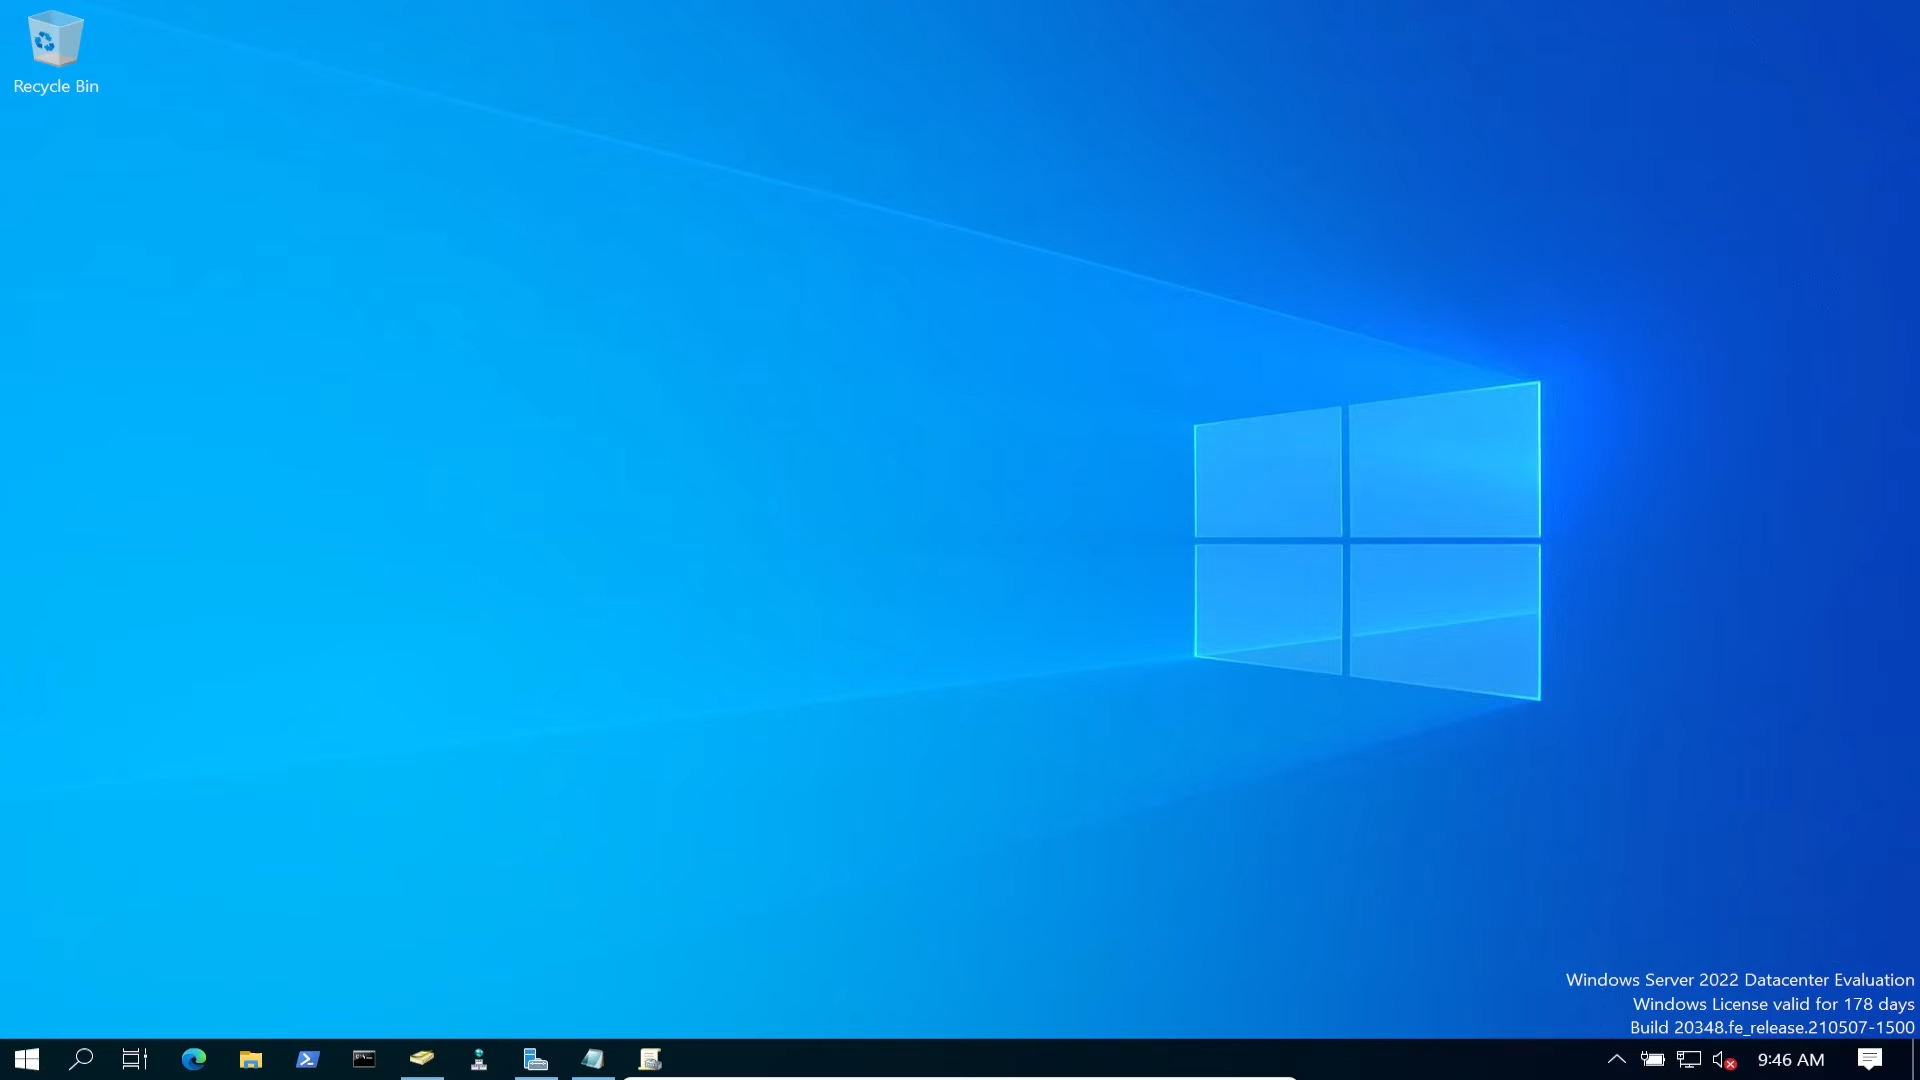 Recycle Bin
Windows Server 2022 Datacenter Evaluation
Windows License valid for 178 days
Build 20348.fe_release.210507-1500
9:46 AM